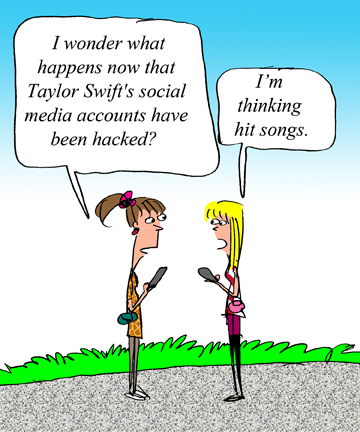 I wonder what
happens now that
Taylor Swift's social
media accounts have
been hacked?
I'm
thinking
hit songs.